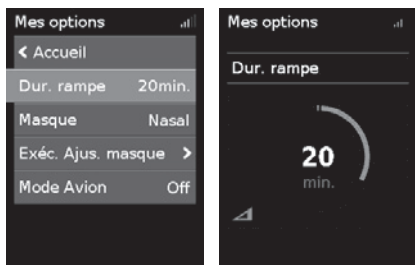 Mes options
< Accueil
Dur. rampe 20min.
Masque Nasal
Exéc. Ajus. masque >
Mode Avion Off
Mes options
Dur. rampe
20
min.